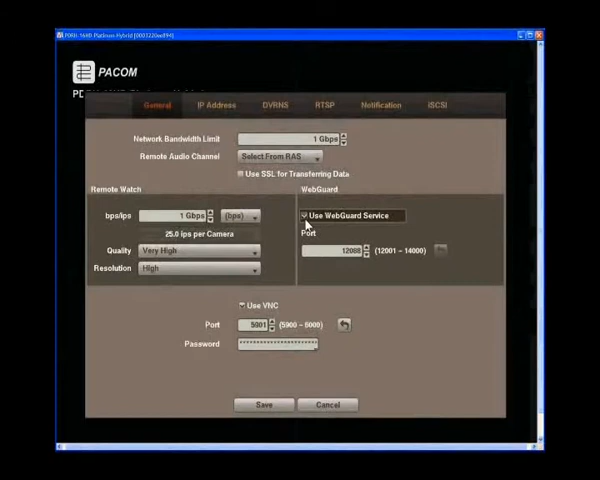 PACOM
General IP Address DVRNS RTSP Notification iSCSI
Network Bandwidth Limit 1 Gbps
Remote Audio Channel Select From RAS
Use SSL for Transferring Data
Remote Watch WebGuard
bps/ips 1 Gbps (bps) Use WebGuard Service
25.0 ips per Camera Port
Quality Very High 12088 (12001 ~ 14000)
Resolution High
Use VNC
Port 5901 (5900 ~ 6000)
Password ****************
Save Cancel